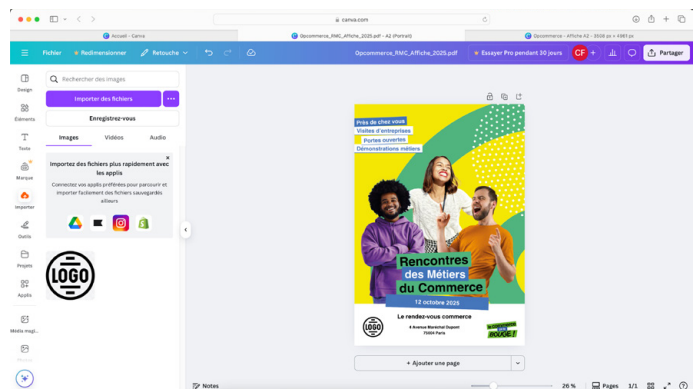 canva.com
Accueil - Canva
Opcommerce_RMC_Affiche_2025.pdf - A2 (Portrait)
Opcommerce - Affiche A2 - 3508 px × 4961 px
Fichier
Redimensionner
Retouche
Opcommerce_RMC_Affiche_2025.pdf
Essayer Pro pendant 30 jours
CF
Partager
Design
Éléments
Texte
Marque
Importer
Outils
Projets
Applis
Médias magi...
Rechercher des images
Importer des fichiers
Enregistrez-vous
Images
Vidéos
Audio
Importez des fichiers plus rapidement avec
les applis
Connectez vos applis préférées pour parcourir et
importer facilement des fichiers sauvegardés
ailleurs
LOGO
Près de chez vous
Visites d'entreprises
Portes ouvertes
Démonstrations métiers
Rencontres
des Métiers
du Commerce
12 octobre 2025
LOGO
Le rendez-vous commerce
4 Avenue Maréchal Dupont
75004 Paris
BOUGE !
+ Ajouter une page
Notes
26 %
Pages
1/1